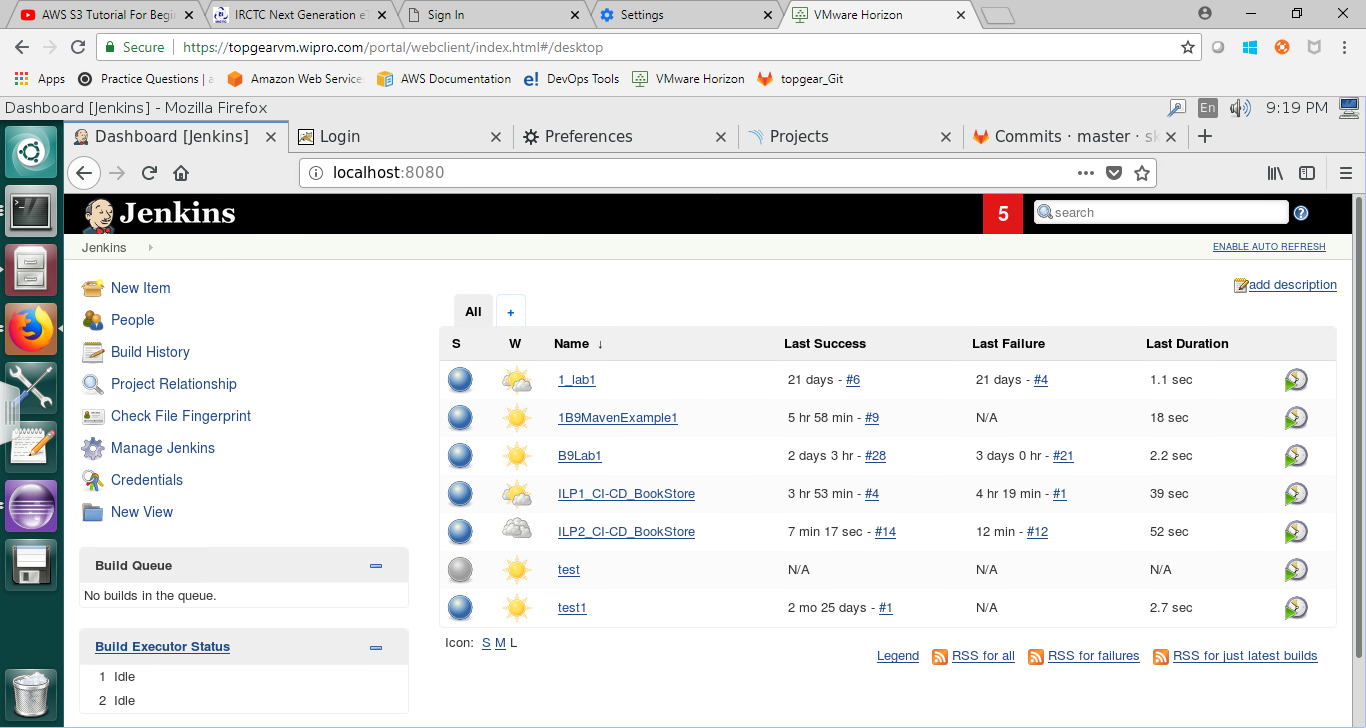 AWS S3 Tutorial For Begi
IRCTC Next Generation eT
Sign In
Settings
VMware Horizon
Secure
https://topgearvm.wipro.com/portal/webclient/index.html#/desktop
Apps
Practice Questions | a
Amazon Web Service
AWS Documentation
e! DevOps Tools
VMware Horizon
topgear_Git
Dashboard [Jenkins] - Mozilla Firefox
En
9:19 PM
Dashboard [Jenkins]
Login
Preferences
Projects
Commits · master · sk
localhost:8080
Jenkins
5
search
Jenkins
ENABLE AUTO REFRESH
New Item
People
Build History
Project Relationship
Check File Fingerprint
Manage Jenkins
Credentials
New View
Build Queue
No builds in the queue.
Build Executor Status
1 Idle
2 Idle
add description
All +
S W Name ↓ Last Success Last Failure Last Duration
1_lab1 21 days - #6 21 days - #4 1.1 sec
1B9MavenExample1 5 hr 58 min - #9 N/A 18 sec
B9Lab1 2 days 3 hr - #28 3 days 0 hr - #21 2.2 sec
ILP1_CI-CD_BookStore 3 hr 53 min - #4 4 hr 19 min - #1 39 sec
ILP2_CI-CD_BookStore 7 min 17 sec - #14 12 min - #12 52 sec
test N/A N/A N/A
test1 2 mo 25 days - #1 N/A 2.7 sec
Icon: S M L
Legend RSS for all RSS for failures RSS for just latest builds